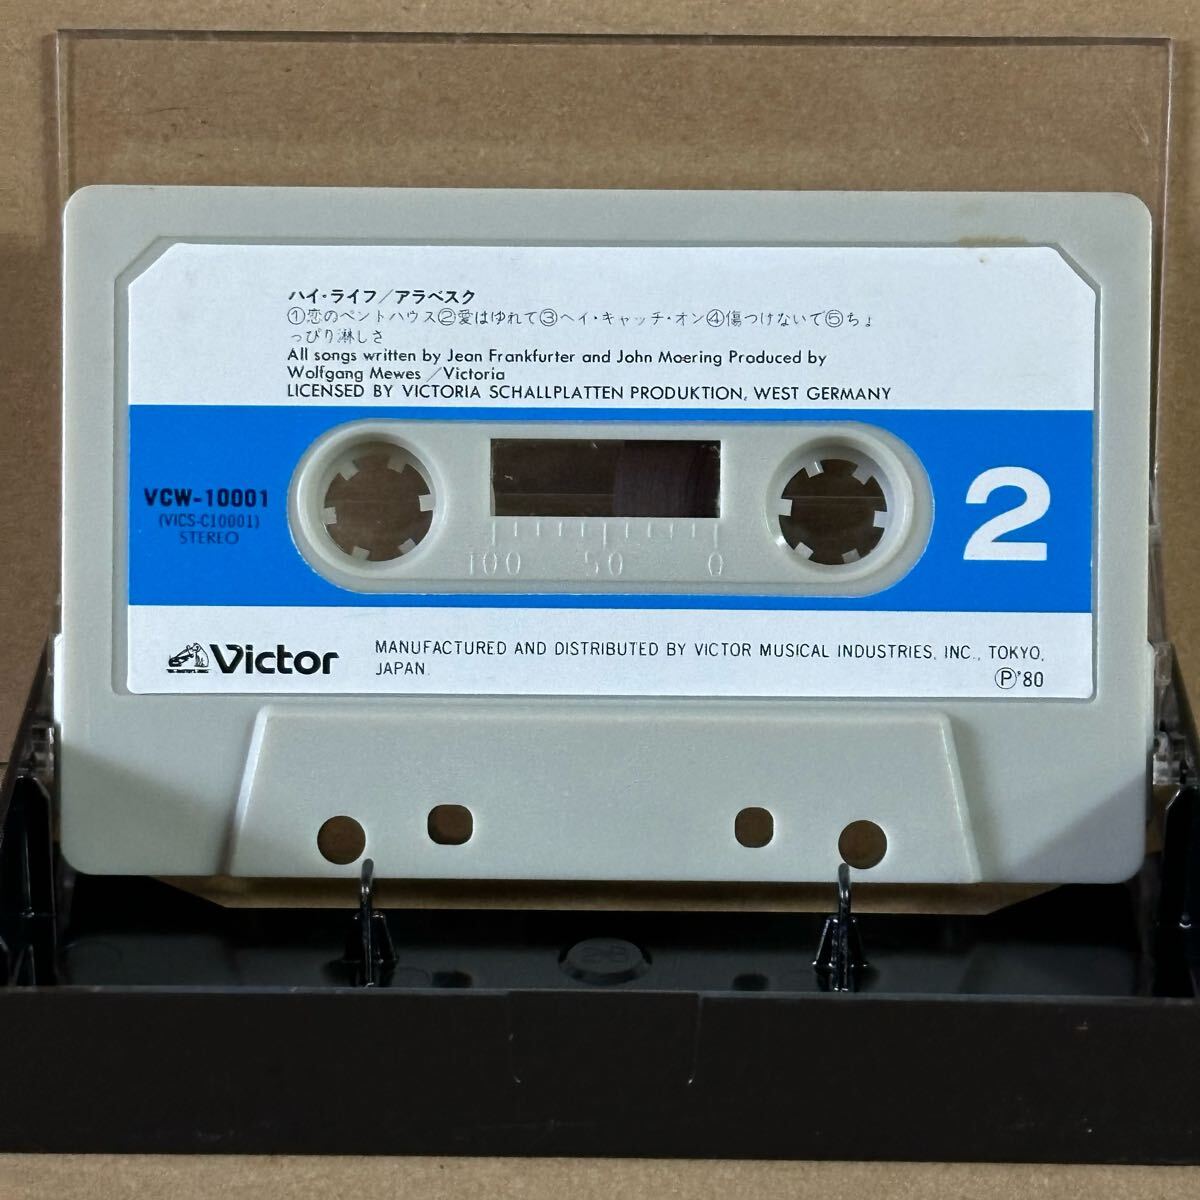 ハイ・ライフ/アラベスク
①恋のペントハウス②愛はゆれて③ヘイ・キャッチ・オン④傷つけないで⑤ちょ
っぴり淋しさ
All songs written by Jean Frankfurter and John Moering Produced by
Wolfgang Mewes/Victoria
LICENSED BY VICTORIA SCHALLPLATTEN PRODUKTION, WEST GERMANY
VCW-10001
(VICS-C10001)
STEREO
2
100 50 0
Victor
MANUFACTURED AND DISTRIBUTED BY VICTOR MUSICAL INDUSTRIES, INC., TOKYO,
JAPAN.
Ⓟ'80